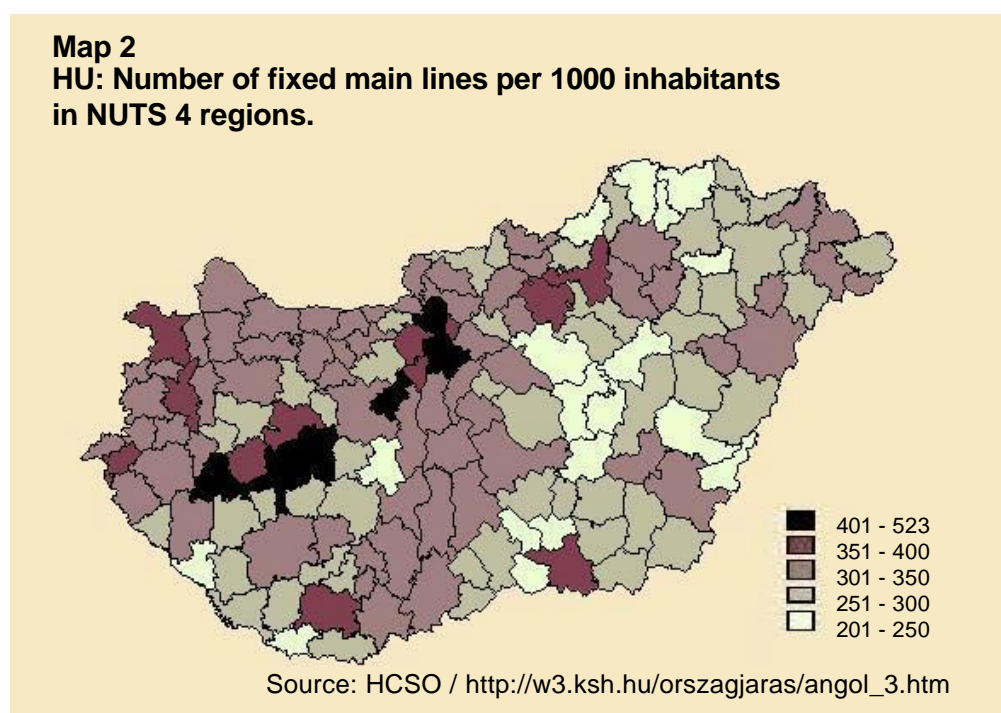 Map 2
HU: Number of fixed main lines per 1000 inhabitants
in NUTS 4 regions.
401 - 523
351 - 400
301 - 350
251 - 300
201 - 250
Source: HCSO / http://w3.ksh.hu/orszagjaras/angol_3.htm